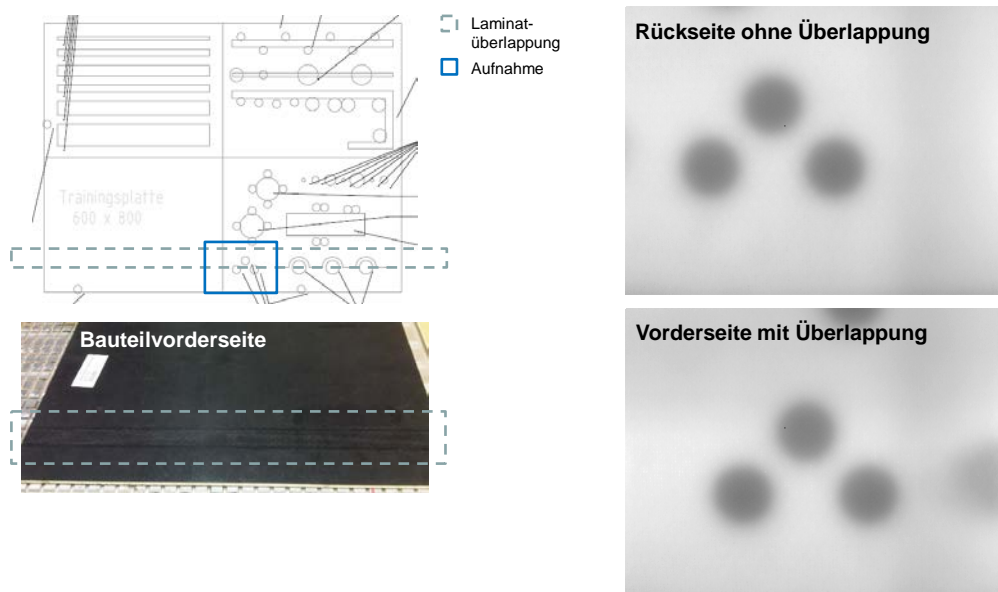 Laminat-
überlappung
Aufnahme
Trainingsplatte
600 x 800
Bauteilvorderseite
Rückseite ohne Überlappung
Vorderseite mit Überlappung